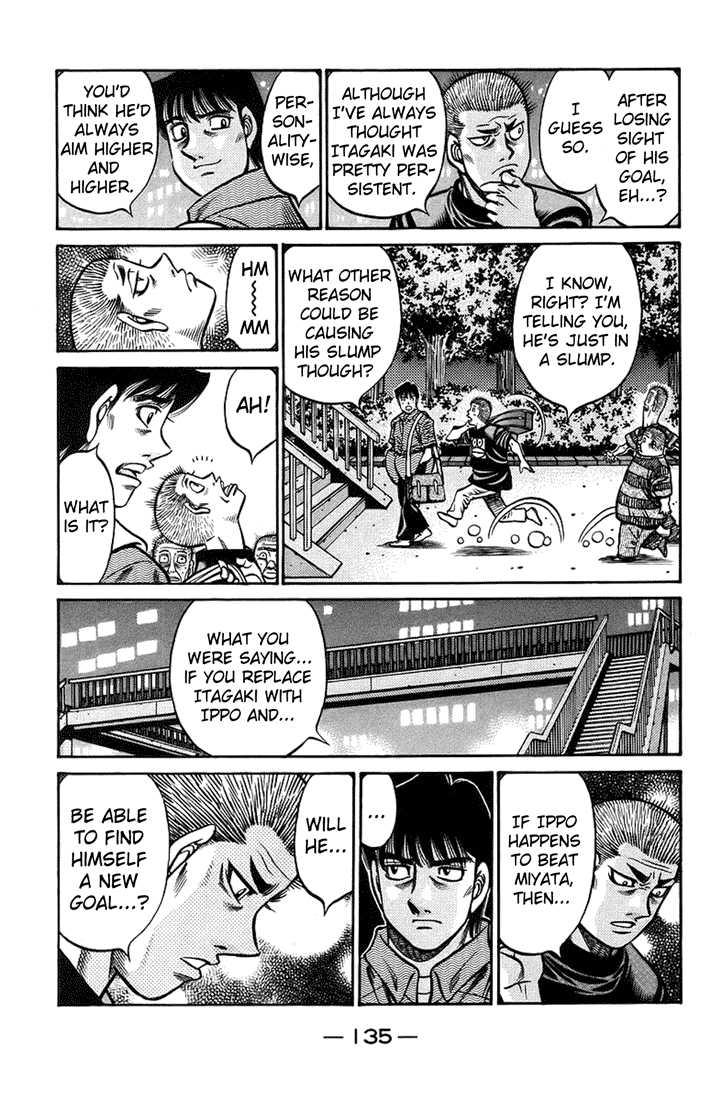 AFTER
LOSING
SIGHT
OF HIS
GOAL,
EH...?
I
GUESS
SO.
ALTHOUGH
I'VE ALWAYS
THOUGHT
ITAGAKI WAS
PRETTY PER-
SISTENT.
PER-
SON-
ALITY-
WISE,
YOU'D
THINK HE'D
ALWAYS
AIM HIGHER
AND
HIGHER.
I KNOW,
RIGHT? I'M
TELLING YOU,
HE'S JUST IN
A SLUMP.
WHAT OTHER
REASON
COULD BE
CAUSING
HIS SLUMP
THOUGH?
HM
~~~
MM
AH!
WHAT
IS IT?
WHAT YOU
WERE SAYING...
IF YOU REPLACE
ITAGAKI WITH
IPPO AND...
IF IPPO
HAPPENS
TO BEAT
MIYATA,
THEN...
...
WILL
HE...
BE ABLE
TO FIND
HIMSELF
A NEW
GOAL...?
— 135 —